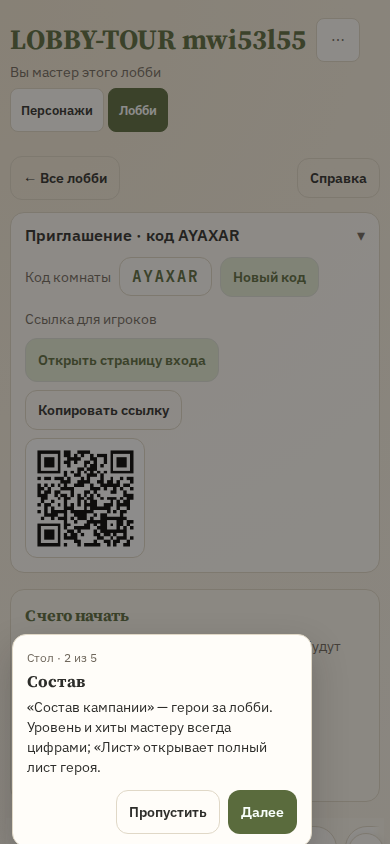 LOBBY-TOUR mwi53l55
...
Вы мастер этого лобби
Персонажи
Лобби
← Все лобби
Справка
Приглашение · код AYAXAR
▼
Код комнаты
AYAXAR
Новый код
Ссылка для игроков
Открыть страницу входа
Копировать ссылку
С чего начать
Стол · 2 из 5
Состав
«Состав кампании» — герои за лобби.
Уровень и хиты мастеру всегда
цифрами; «Лист» открывает полный
лист героя.
Пропустить
Далее